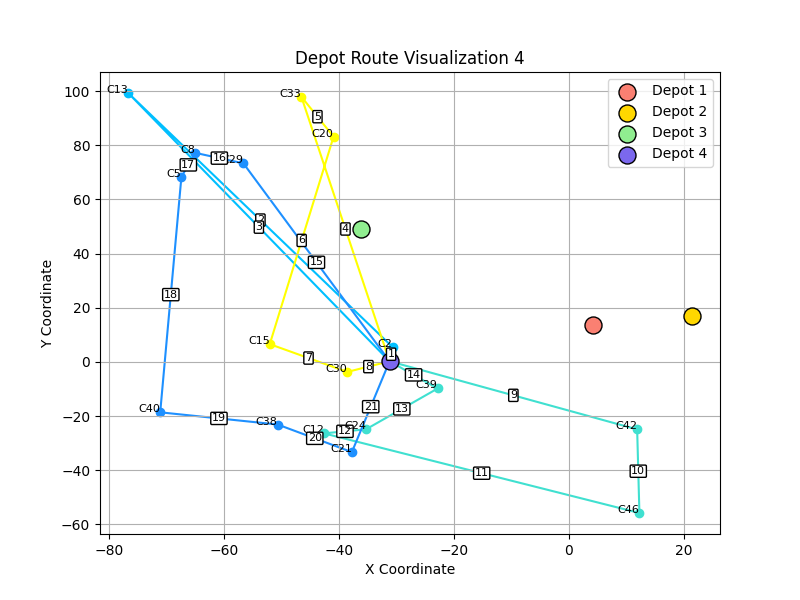 Depot Route Visualization 4
Depot 1
Depot 2
Depot 3
Depot 4
Y Coordinate
100
80
60
40
20
0
−20
−40
−60
−80
−60
−40
−20
0
20
X Coordinate
C13
C33
5
C20
C8
16
C29
17
C5
2
3
4
6
15
18
C15
7
C30
8
C2
1
14
C39
9
C40
19
C38
21
13
C12
12
C24
20
C21
C42
10
11
C46